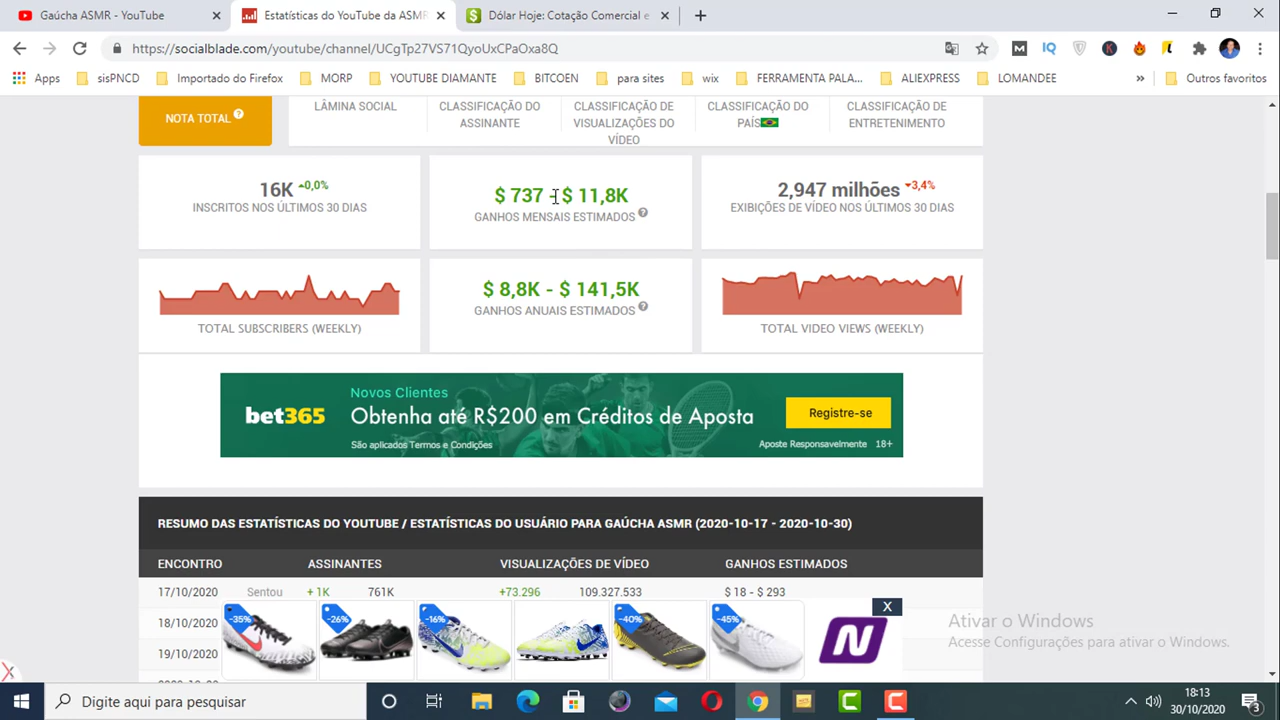 Gaúcha ASMR - YouTube
Estatísticas do YouTube da ASMR
Dólar Hoje: Cotação Comercial e
https://socialblade.com/youtube/channel/UCgTp27VS71QyoUxCPaOxa8Q
Apps
sisPNCD
Importado do Firefox
MORP
YOUTUBE DIAMANTE
BITCOEN
para sites
wix
FERRAMENTA PALA...
ALIEXPRESS
LOMANDEE
»
Outros favoritos
NOTA TOTAL
LÂMINA SOCIAL
CLASSIFICAÇÃO DO
ASSINANTE
CLASSIFICAÇÃO DE
VISUALIZAÇÕES DO
VÍDEO
CLASSIFICAÇÃO DO
PAÍS
CLASSIFICAÇÃO DE
ENTRETENIMENTO
16K 0,0%
INSCRITOS NOS ÚLTIMOS 30 DIAS
$ 737 - $ 11,8K
GANHOS MENSAIS ESTIMADOS
2,947 milhões -3,4%
EXIBIÇÕES DE VÍDEO NOS ÚLTIMOS 30 DIAS
TOTAL SUBSCRIBERS (WEEKLY)
$ 8,8K - $ 141,5K
GANHOS ANUAIS ESTIMADOS
TOTAL VIDEO VIEWS (WEEKLY)
bet365
Novos Clientes
Obtenha até R$200 em Créditos de Aposta
São aplicados Termos e Condições
Registre-se
Aposte Responsavelmente 18+
RESUMO DAS ESTATÍSTICAS DO YOUTUBE / ESTATÍSTICAS DO USUÁRIO PARA GAÚCHA ASMR (2020-10-17 - 2020-10-30)
ENCONTRO ASSINANTES VISUALIZAÇÕES DE VÍDEO GANHOS ESTIMADOS
17/10/2020 Sentou + 1K 761K +73.296 109.327.533 $ 18 - $ 293
18/10/2020
19/10/2020
-35%
-26%
-16%
-40%
-45%
N
X
Ativar o Windows
Acesse Configurações para ativar o Windows.
Digite aqui para pesquisar
18:13
30/10/2020
3